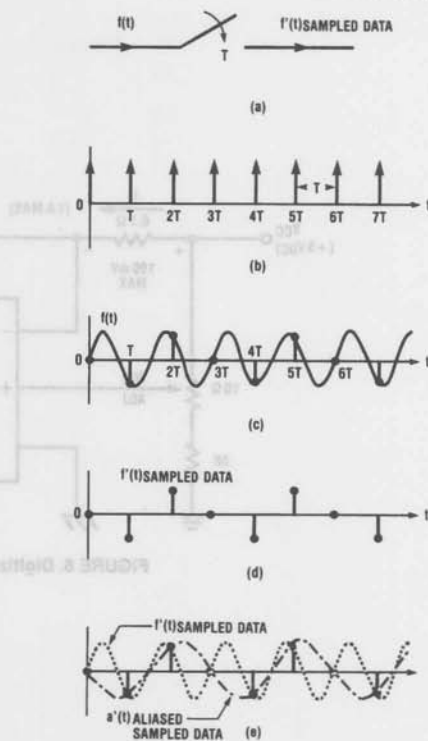 f(t)
f'(t) SAMPLED DATA
T
(a)
0
T
T 2T 3T 4T 5T 6T 7T
t
(b)
f(t)
T
4T
0
t
2T 3T 5T 6T
(c)
f'(t) SAMPLED DATA
0
t
(d)
f'(t) SAMPLED DATA
t
a'(t) ALIASED
SAMPLED DATA
(e)
FIGURE 6. Digitiz